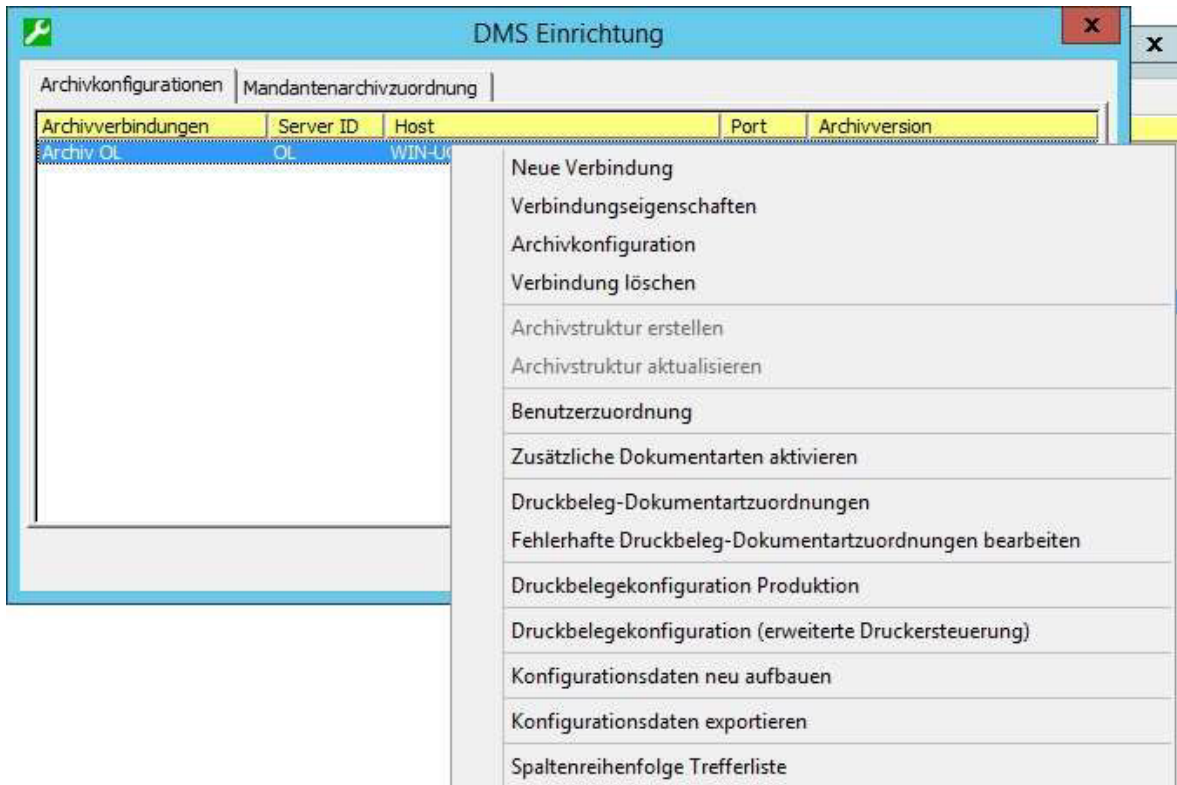 DMS Einrichtung
Archivkonfigurationen Mandantenarchivzuordnung
Archivverbindungen Server ID Host Port Archivversion
Archiv OL OL
Neue Verbindung
Verbindungseigenschaften
Archivkonfiguration
Verbindung löschen
Archivstruktur erstellen
Archivstruktur aktualisieren
Benutzerzuordnung
Zusätzliche Dokumentarten aktivieren
Druckbeleg-Dokumentartzuordnungen
Fehlerhafte Druckbeleg-Dokumentartzuordnungen bearbeiten
Druckbelegekonfiguration Produktion
Druckbelegekonfiguration (erweiterte Druckersteuerung)
Konfigurationsdaten neu aufbauen
Konfigurationsdaten exportieren
Spaltenreihenfolge Trefferliste